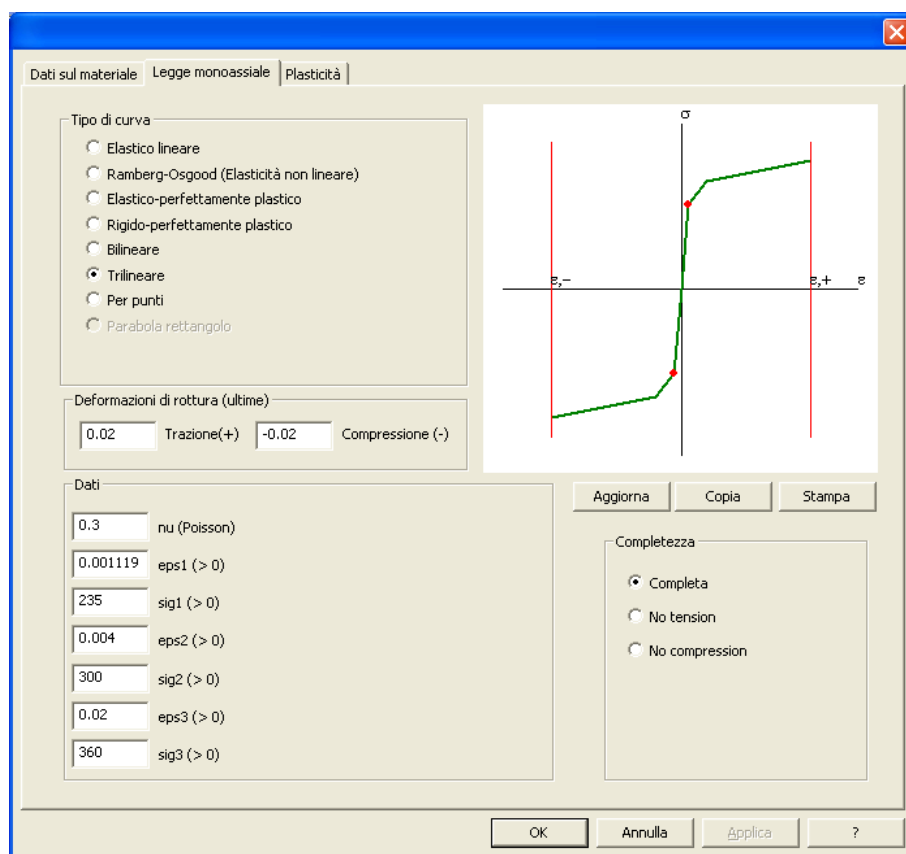 Dati sul materiale Legge monoassiale Plasticità
Tipo di curva
Elastico lineare
Ramberg-Osgood (Elasticità non lineare)
Elastico-perfettamente plastico
Rigido-perfettamente plastico
Bilineare
Trilineare
Per punti
Parabola rettangolo
σ
ε,-
ε,+
ε
Deformazioni di rottura (ultime)
0.02 Trazione(+) -0.02 Compressione (-)
Aggiorna Copia Stampa
Dati
0.3 nu (Poisson)
0.001119 eps1 (> 0)
235 sig1 (> 0)
0.004 eps2 (> 0)
300 sig2 (> 0)
0.02 eps3 (> 0)
360 sig3 (> 0)
Completezza
Completa
No tension
No compression
OK Annulla Applica ?